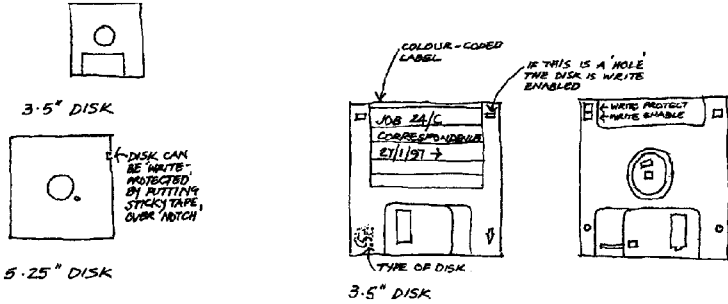 3.5" DISK
DISK CAN
BE 'WRITE-
PROTECTED'
BY PUTTING
STICKY TAPE
OVER 'NOTCH'
5.25" DISK
COLOUR-CODED
LABEL
IF THIS IS A 'HOLE'
THE DISK IS WRITE
ENABLED
JOB 24/C
CORRESPONDENCE
27/1/97 →
TYPE OF DISK
3.5" DISK
WRITE PROTECT
WRITE ENABLE